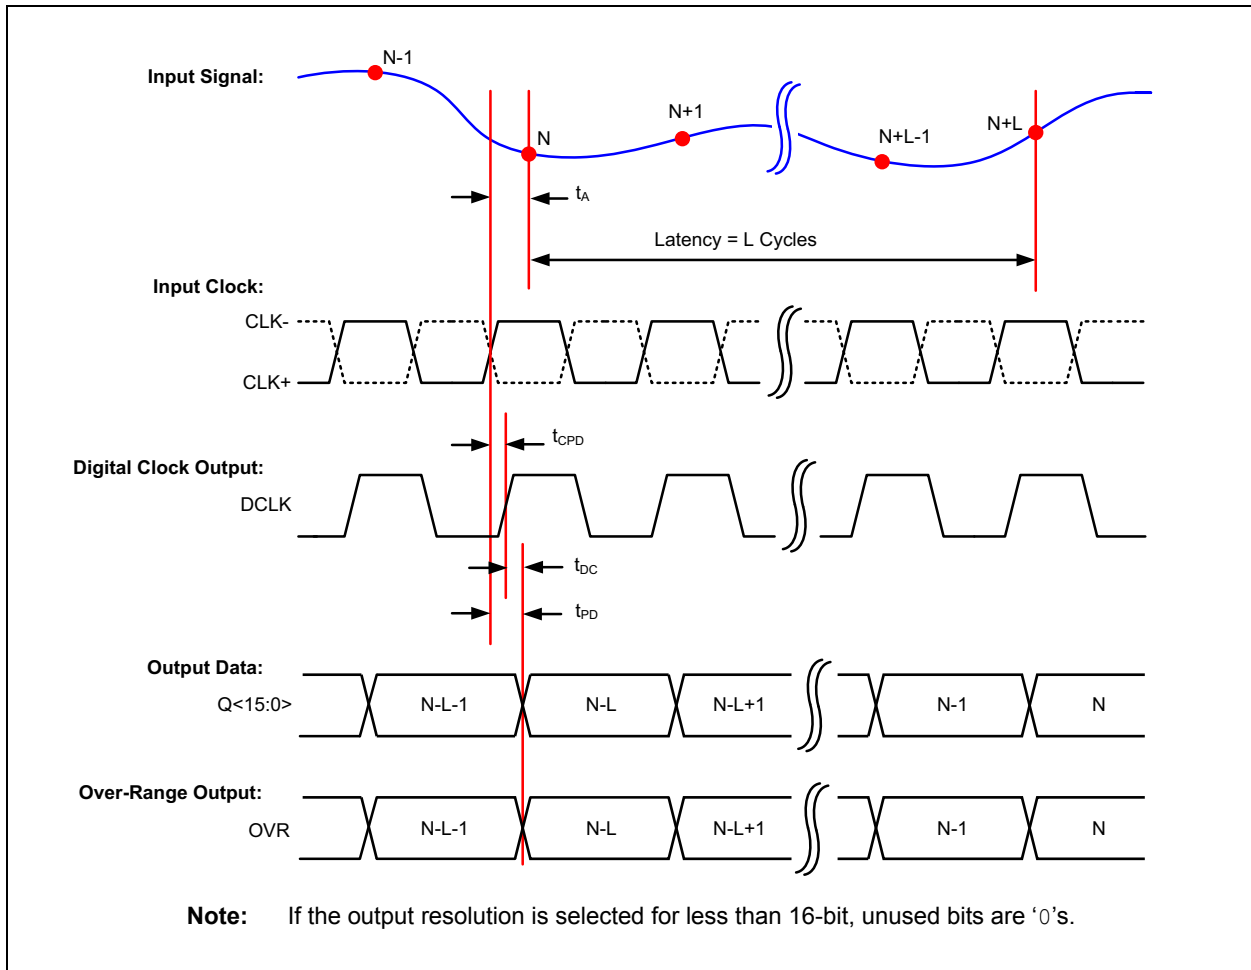 N-1
Input Signal:
N+1
N+L
N
N+L-1
tA
Latency = L Cycles
Input Clock:
CLK-
CLK+
tCPD
Digital Clock Output:
DCLK
tDC
tPD
Output Data:
Q<15:0>
N-L-1
N-L
N-L+1
N-1
N
Over-Range Output:
OVR
N-L-1
N-L
N-L+1
N-1
N
Note: If the output resolution is selected for less than 16-bit, unused bits are ‘0’s.